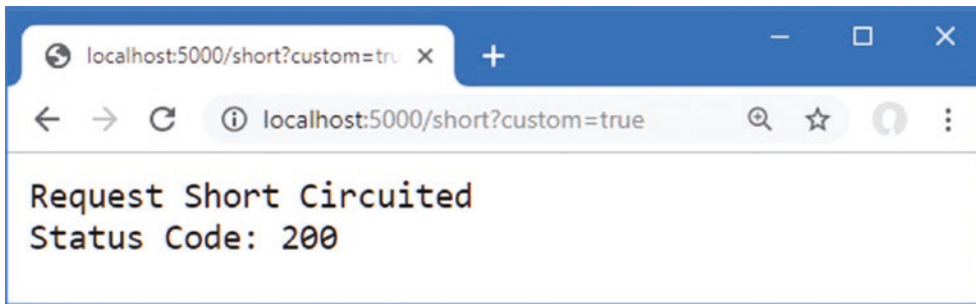 localhost:5000/short?custom=tru
localhost:5000/short?custom=true
Request Short Circuited
Status Code: 200